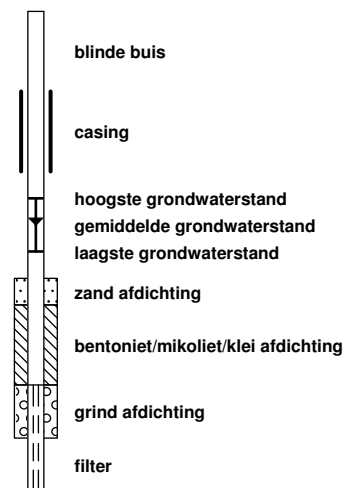 blinde buis
casing
hoogste grondwaterstand
gemiddelde grondwaterstand
laagste grondwaterstand
zand afdichting
bentoniet/mikoliet/klei afdichting
grind afdichting
filter